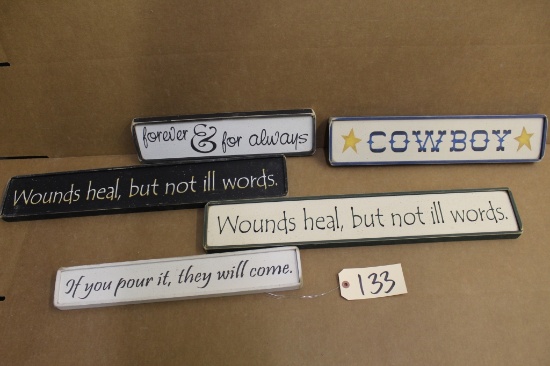 forever & for always
COWBOY
Wounds heal, but not ill words.
Wounds heal, but not ill words.
If you pour it, they will come.
133